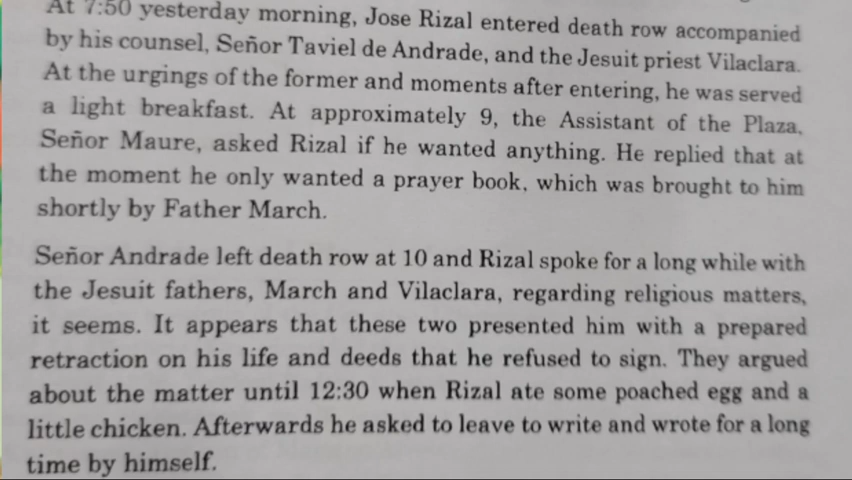 At 7:50 yesterday morning, Jose Rizal entered death row accompanied
by his counsel, Señor Taviel de Andrade, and the Jesuit priest Vilaclara.
At the urgings of the former and moments after entering, he was served
a light breakfast. At approximately 9, the Assistant of the Plaza,
Señor Maure, asked Rizal if he wanted anything. He replied that at
the moment he only wanted a prayer book, which was brought to him
shortly by Father March.
Señor Andrade left death row at 10 and Rizal spoke for a long while with
the Jesuit fathers, March and Vilaclara, regarding religious matters,
it seems. It appears that these two presented him with a prepared
retraction on his life and deeds that he refused to sign. They argued
about the matter until 12:30 when Rizal ate some poached egg and a
little chicken. Afterwards he asked to leave to write and wrote for a long
time by himself.